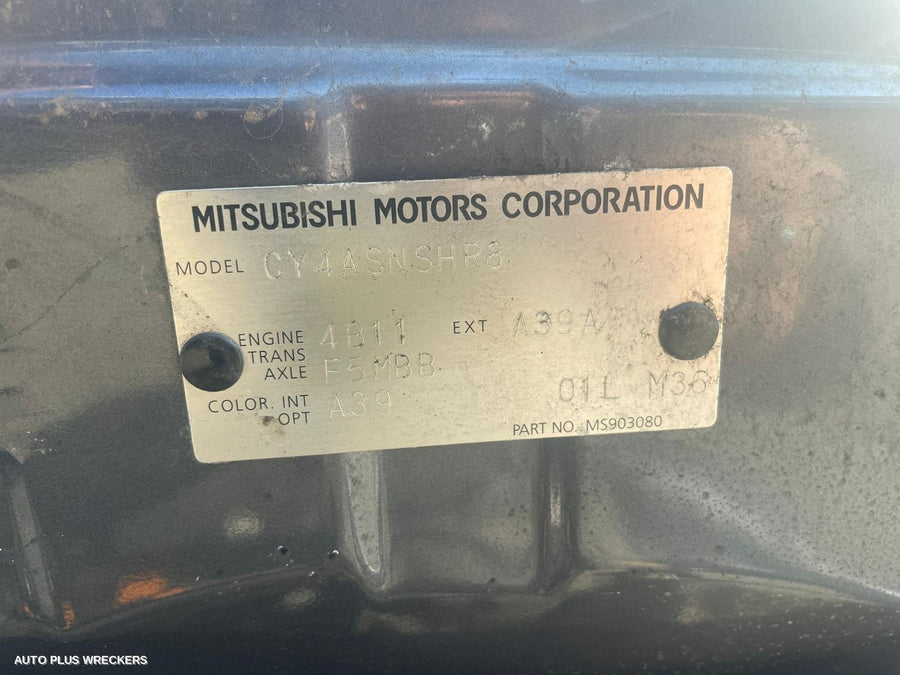 MITSUBISHI MOTORS CORPORATION
MODEL CY4ASNSHR8
ENGINE 4B11 EXT A39A
TRANS
AXLE F5MBB
COLOR. INT
OPT A39 01L M36
PART NO.: MS903080
AUTO PLUS WRECKERS